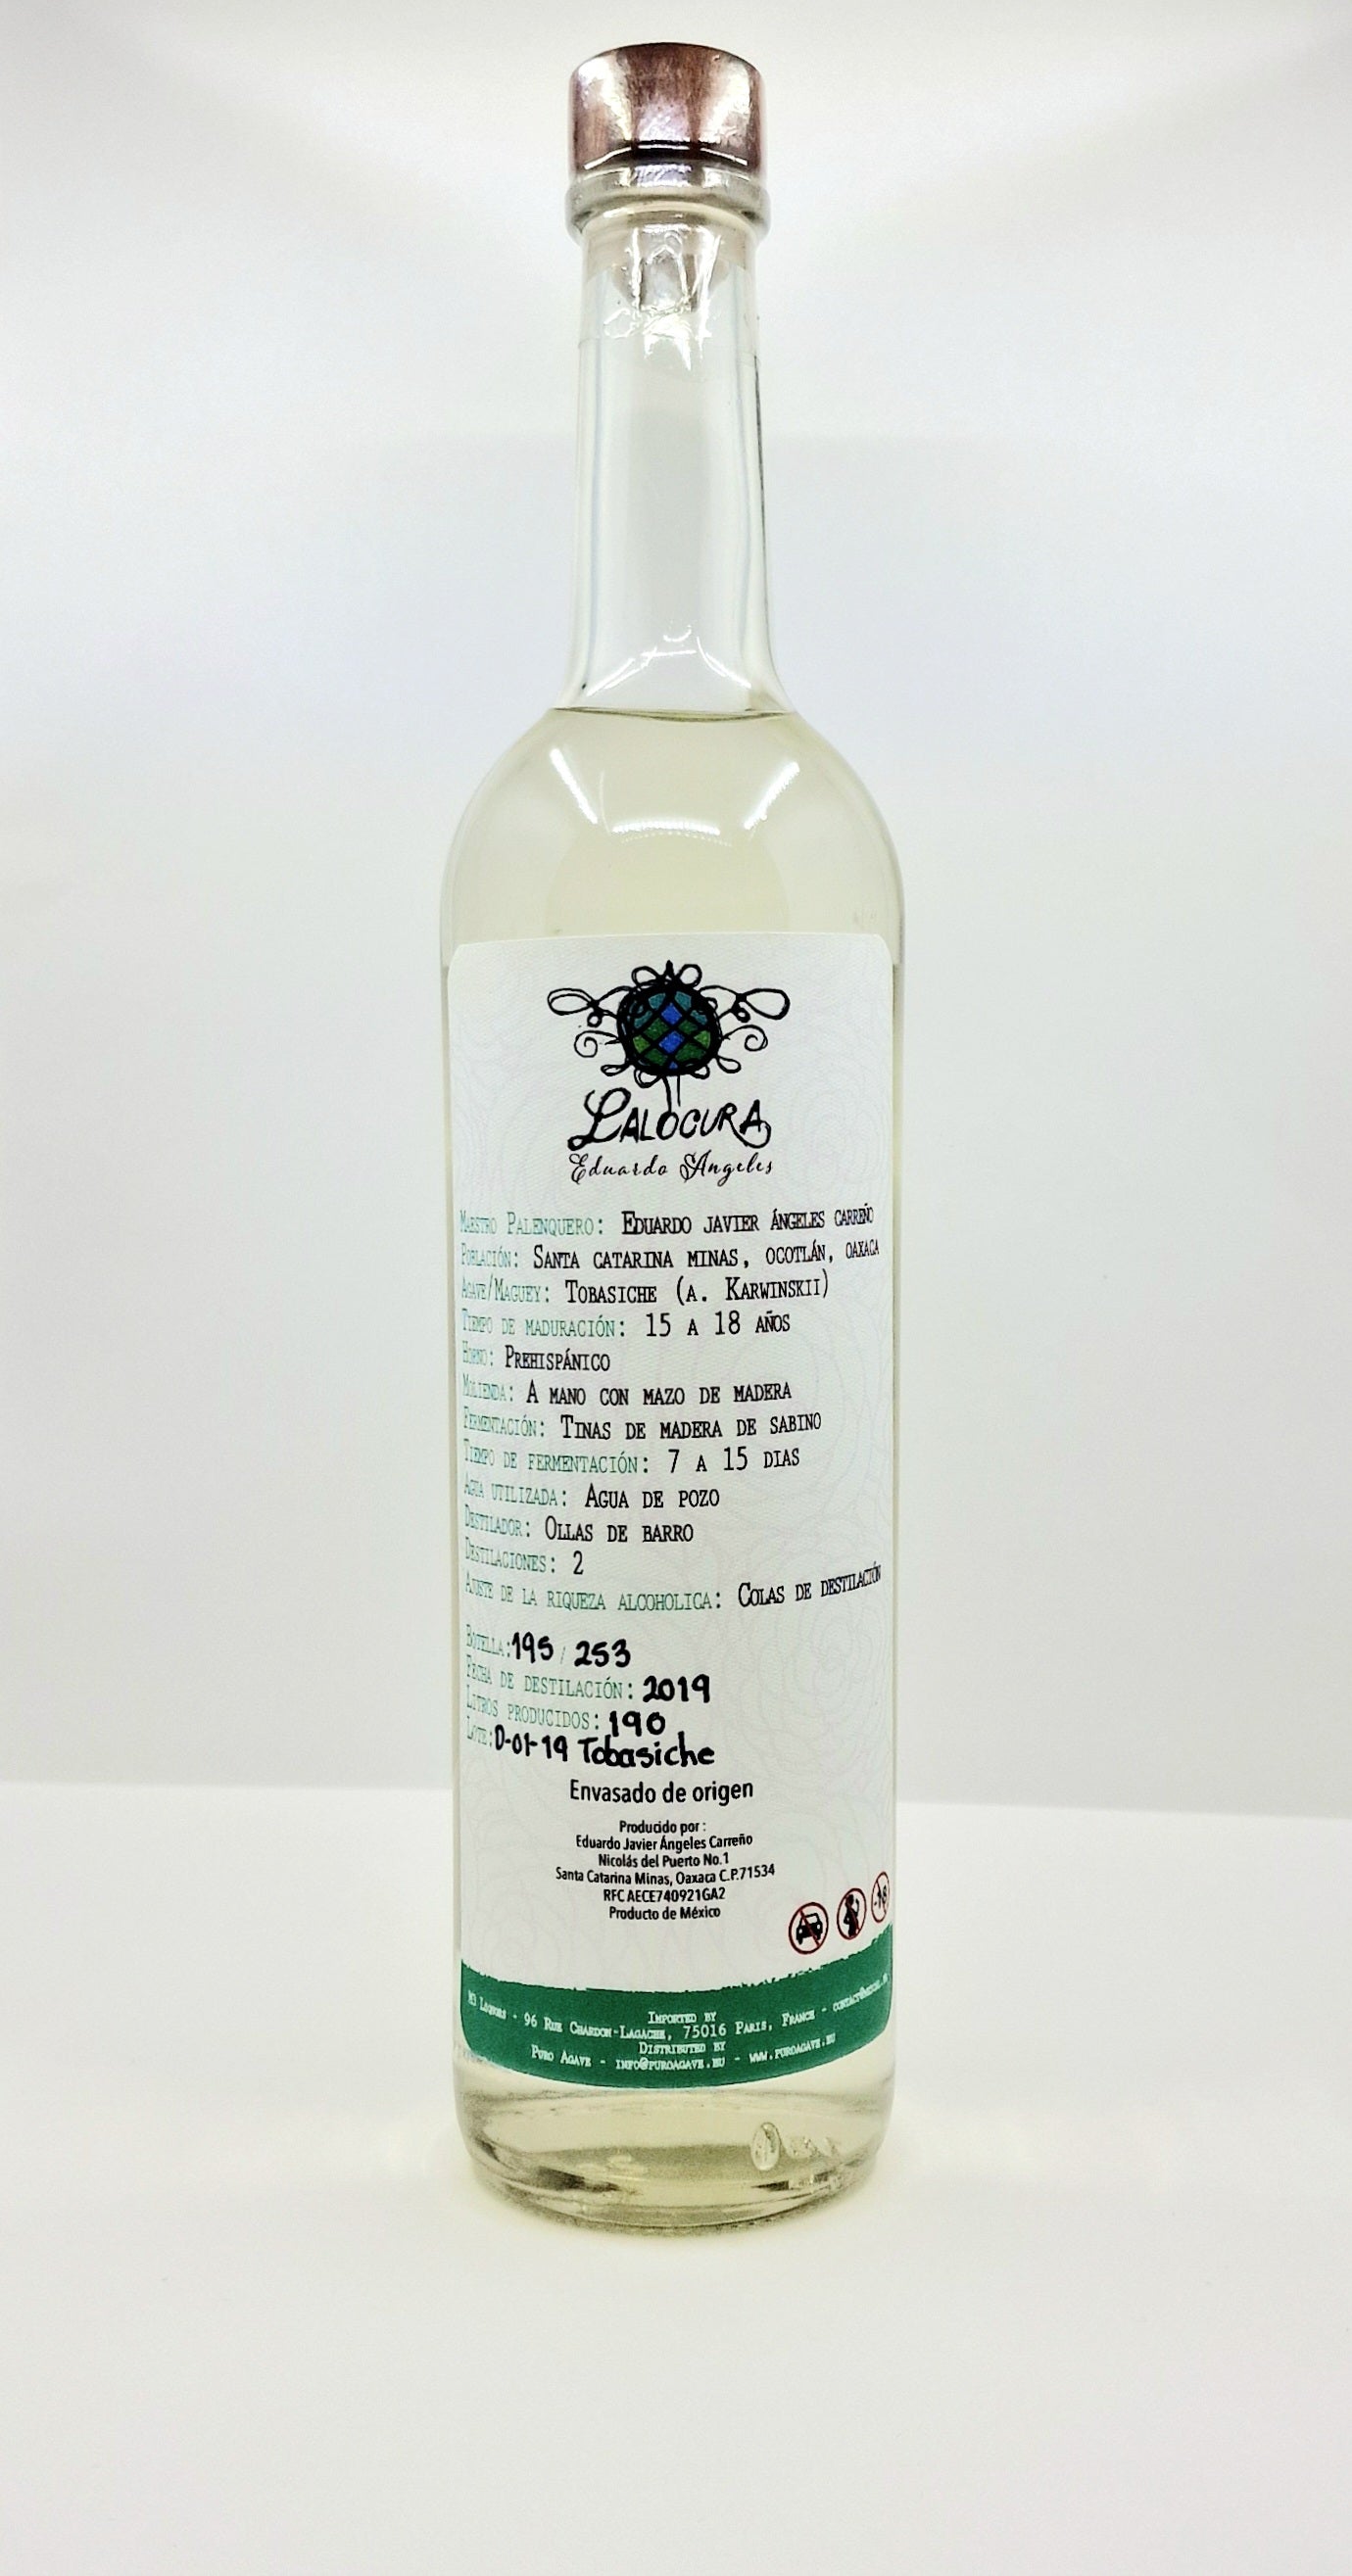 LALOCURA
Eduardo Ángeles
MAESTRO PALENQUERO: EDUARDO JAVIER ÁNGELES CARREÑO
POBLACIÓN: SANTA CATARINA MINAS, OCOTLÁN, OAXACA
AGAVE/MAGUEY: TOBASICHE (A. KARWINSKII)
TIEMPO DE MADURACIÓN: 15 A 18 AÑOS
HORNO: PREHISPÁNICO
MOLIENDA: A MANO CON MAZO DE MADERA
FERMENTACIÓN: TINAS DE MADERA DE SABINO
TIEMPO DE FERMENTACIÓN: 7 A 15 DIAS
AGUA UTILIZADA: AGUA DE POZO
DESTILADOR: OLLAS DE BARRO
DESTILACIONES: 2
AJUSTE DE LA RIQUEZA ALCOHOLICA: COLAS DE DESTILACIÓN
BOTELLA: 195 / 253
FECHA DE DESTILACIÓN: 2019
LITROS PRODUCIDOS: 190
LOTE: D-01-19 Tobasiche
Envasado de origen
Producido por :
Eduardo Javier Ángeles Carreño
Nicolás del Puerto No.1
Santa Catarina Minas, Oaxaca C.P.71534
RFC AECE740921GA2
Producto de México
-18
IMPORTED BY
LIQUORS - 96 RUE CHARDON-LAGACHE, 75016 PARIS, FRANCE -
DISTRIBUTED BY
PURO AGAVE - INFO@PUROAGAVE.EU - WWW.PUROAGAVE.EU